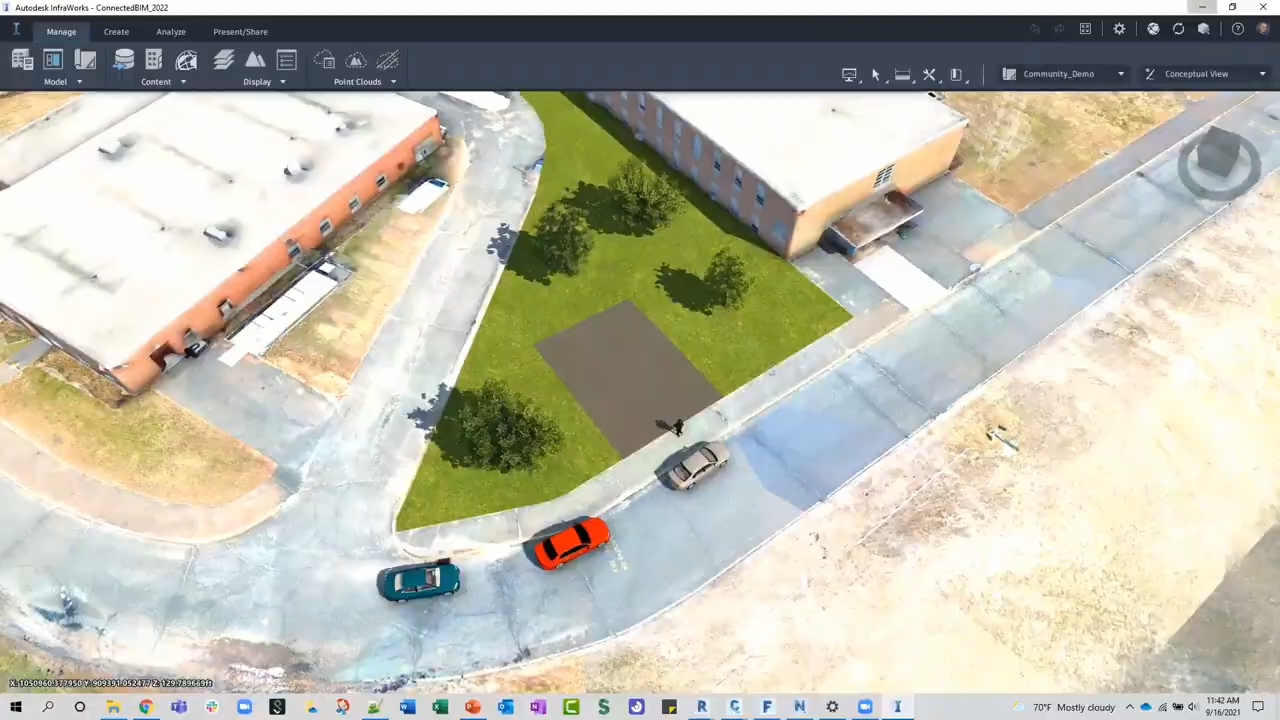 Autodesk InfraWorks - ConnectedBIM_2022
Manage
Create
Analyze
Present/Share
Model
Content
Display
Point Clouds
Community_Demo
Conceptual View
X: 1050960.377950 Y: 909391.052477 Z: 129.789669ft
70°F Mostly cloudy
11:42 AM
9/16/2021